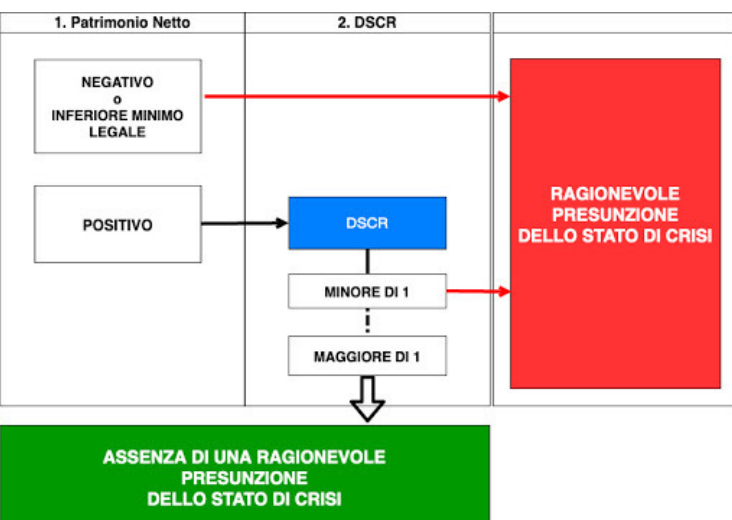 1. Patrimonio Netto
2. DSCR
NEGATIVO
o
INFERIORE MINIMO
LEGALE
POSITIVO
DSCR
MINORE DI 1
MAGGIORE DI 1
RAGIONEVOLE
PRESUNZIONE
DELLO STATO DI CRISI
ASSENZA DI UNA RAGIONEVOLE
PRESUNZIONE
DELLO STATO DI CRISI